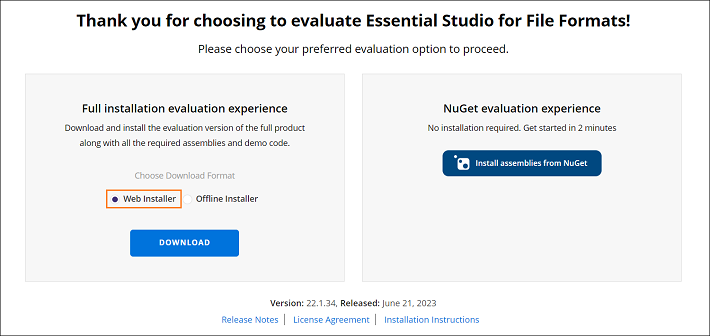 Thank you for choosing to evaluate Essential Studio for File Formats!
Please choose your preferred evaluation option to proceed.
Full installation evaluation experience
Download and install the evaluation version of the full product
along with all the required assemblies and demo code.
Choose Download Format
Web Installer Offline Installer
DOWNLOAD
NuGet evaluation experience
No installation required. Get started in 2 minutes
Install assemblies from NuGet
Version: 22.1.34, Released: June 21, 2023
Release Notes | License Agreement | Installation Instructions